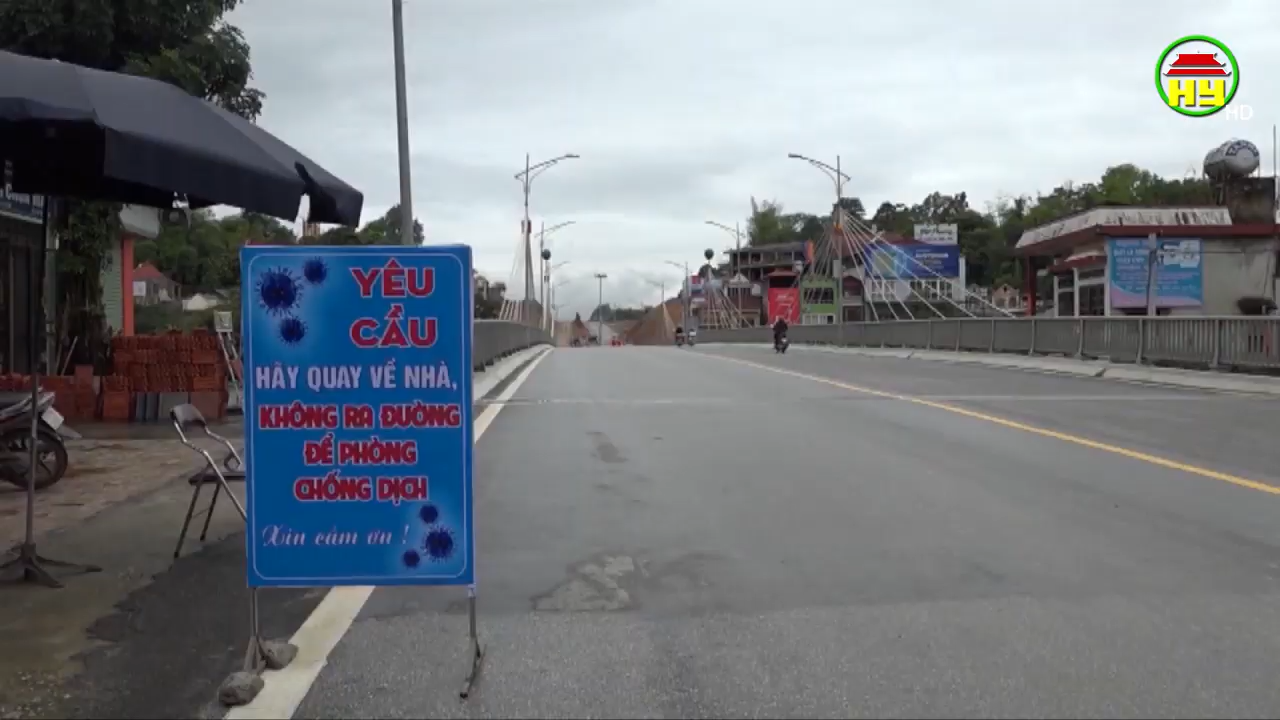 HY
HD
YÊU
CẦU
HÃY QUAY VỀ NHÀ,
KHÔNG RA ĐƯỜNG
ĐỂ PHÒNG
CHỐNG DỊCH
Xin cảm ơn !